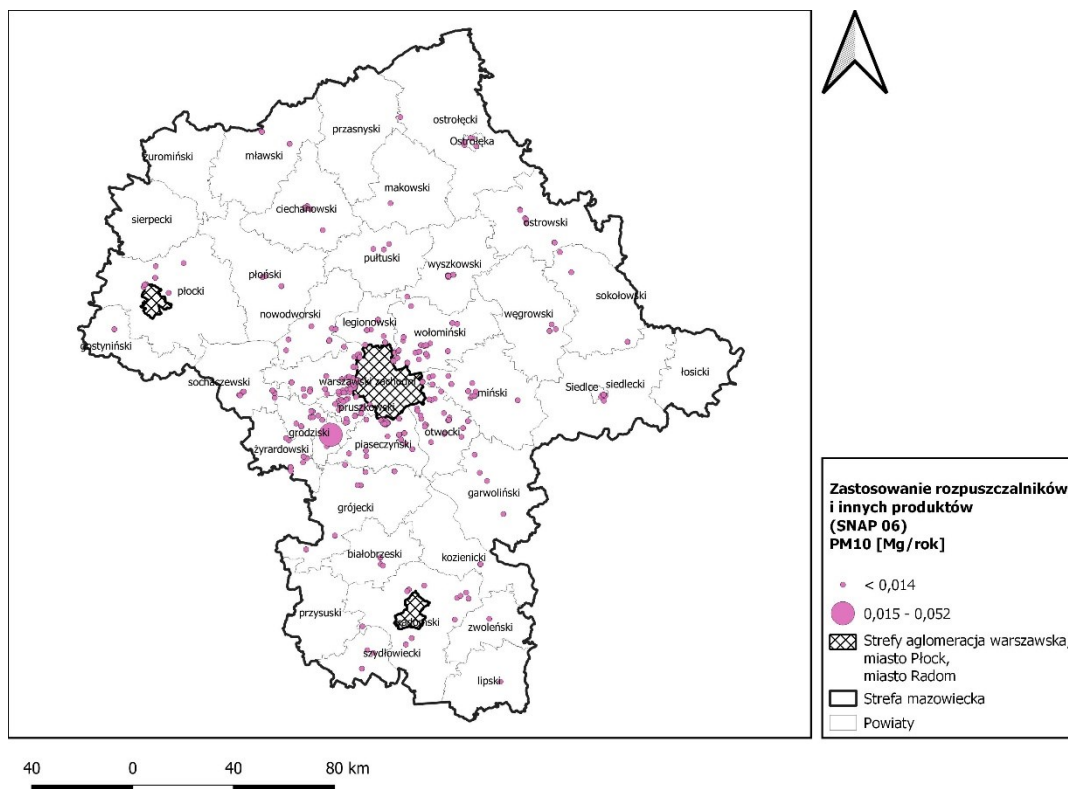 ostrołęcki
przasnyski
Ostrołęka
żuromiński
mławski
makowski
ciechanowski
sierpecki
ostrowski
pułtuski
wyszkowski
płoński
płocki
sokołowski
nowodworski
legionowski
węgrowski
wołomiński
gostyniński
łosicki
sochaczewski
warszawski zachodni
Siedlce
siedlecki
miński
pruszkowski
grodziski
otwocki
piaseczyński
żyrardowski
garwoliński
grójecki
białobrzeski
kozienicki
przysuski
radomski
zwoleński
szydłowiecki
lipski
Zastosowanie rozpuszczalników
i innych produktów
(SNAP 06)
PM10 [Mg/rok]
< 0,014
0,015 - 0,052
Strefy aglomeracja warszawska,
miasto Płock,
miasto Radom
Strefa mazowiecka
Powiaty
40 0 40 80 km